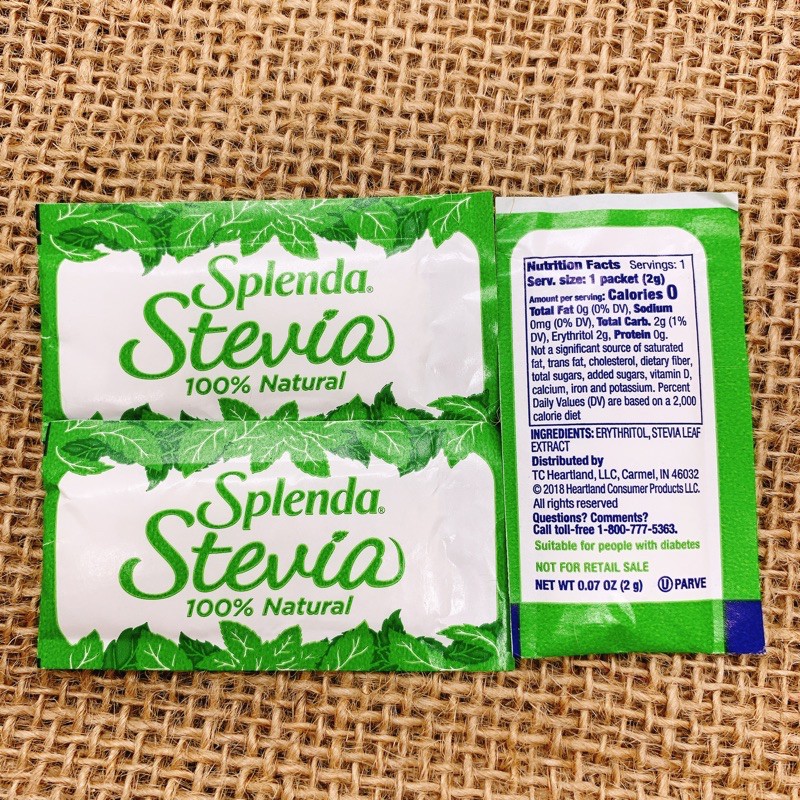 Splenda®
Stevia
100% Natural
Splenda®
Stevia
100% Natural
Nutrition Facts Servings: 1
Serv. size: 1 packet (2g)
Amount per serving: Calories 0
Total Fat 0g (0% DV), Sodium
0mg (0% DV), Total Carb. 2g (1%
DV), Erythritol 2g, Protein 0g.
Not a significant source of saturated
fat, trans fat, cholesterol, dietary fiber,
total sugars, added sugars, vitamin D,
calcium, iron and potassium. Percent
Daily Values (DV) are based on a 2,000
calorie diet
INGREDIENTS: ERYTHRITOL, STEVIA LEAF
EXTRACT
Distributed by
TC Heartland, LLC, Carmel, IN 46032
© 2018 Heartland Consumer Products LLC.
All rights reserved
Questions? Comments?
Call toll-free 1-800-777-5363.
Suitable for people with diabetes
NOT FOR RETAIL SALE
NET WT 0.07 OZ (2 g) Ⓤ PARVE